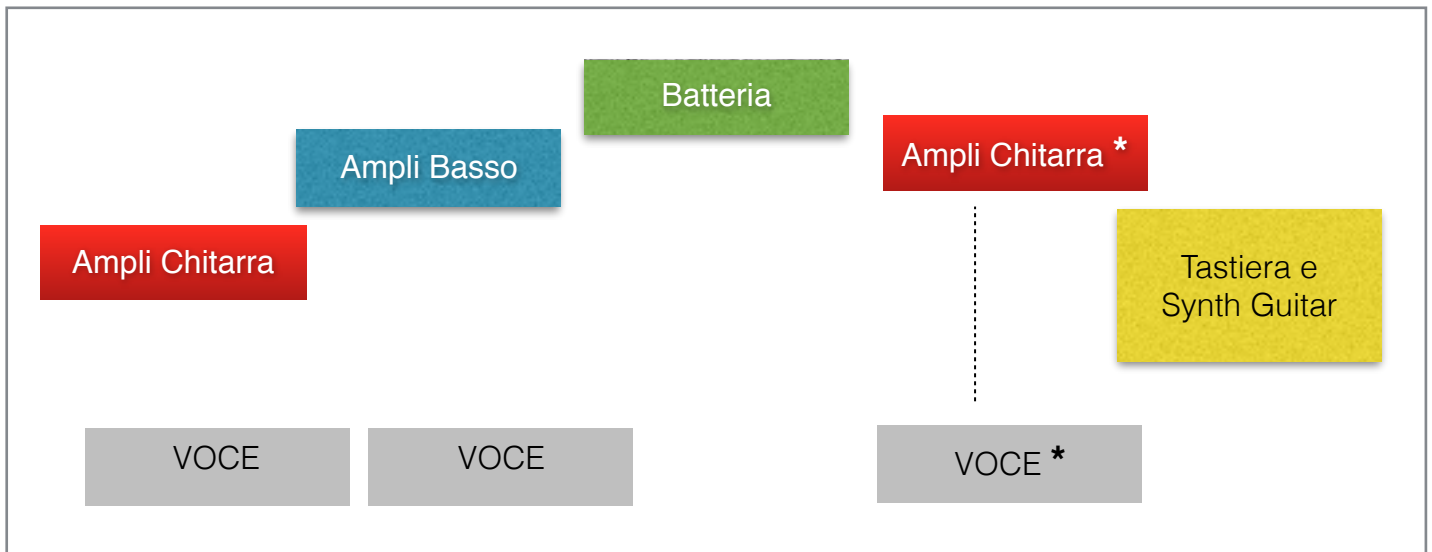 Batteria
Ampli Chitarra *
Ampli Basso
Ampli Chitarra
Tastiera e
Synth Guitar
VOCE
VOCE
VOCE *